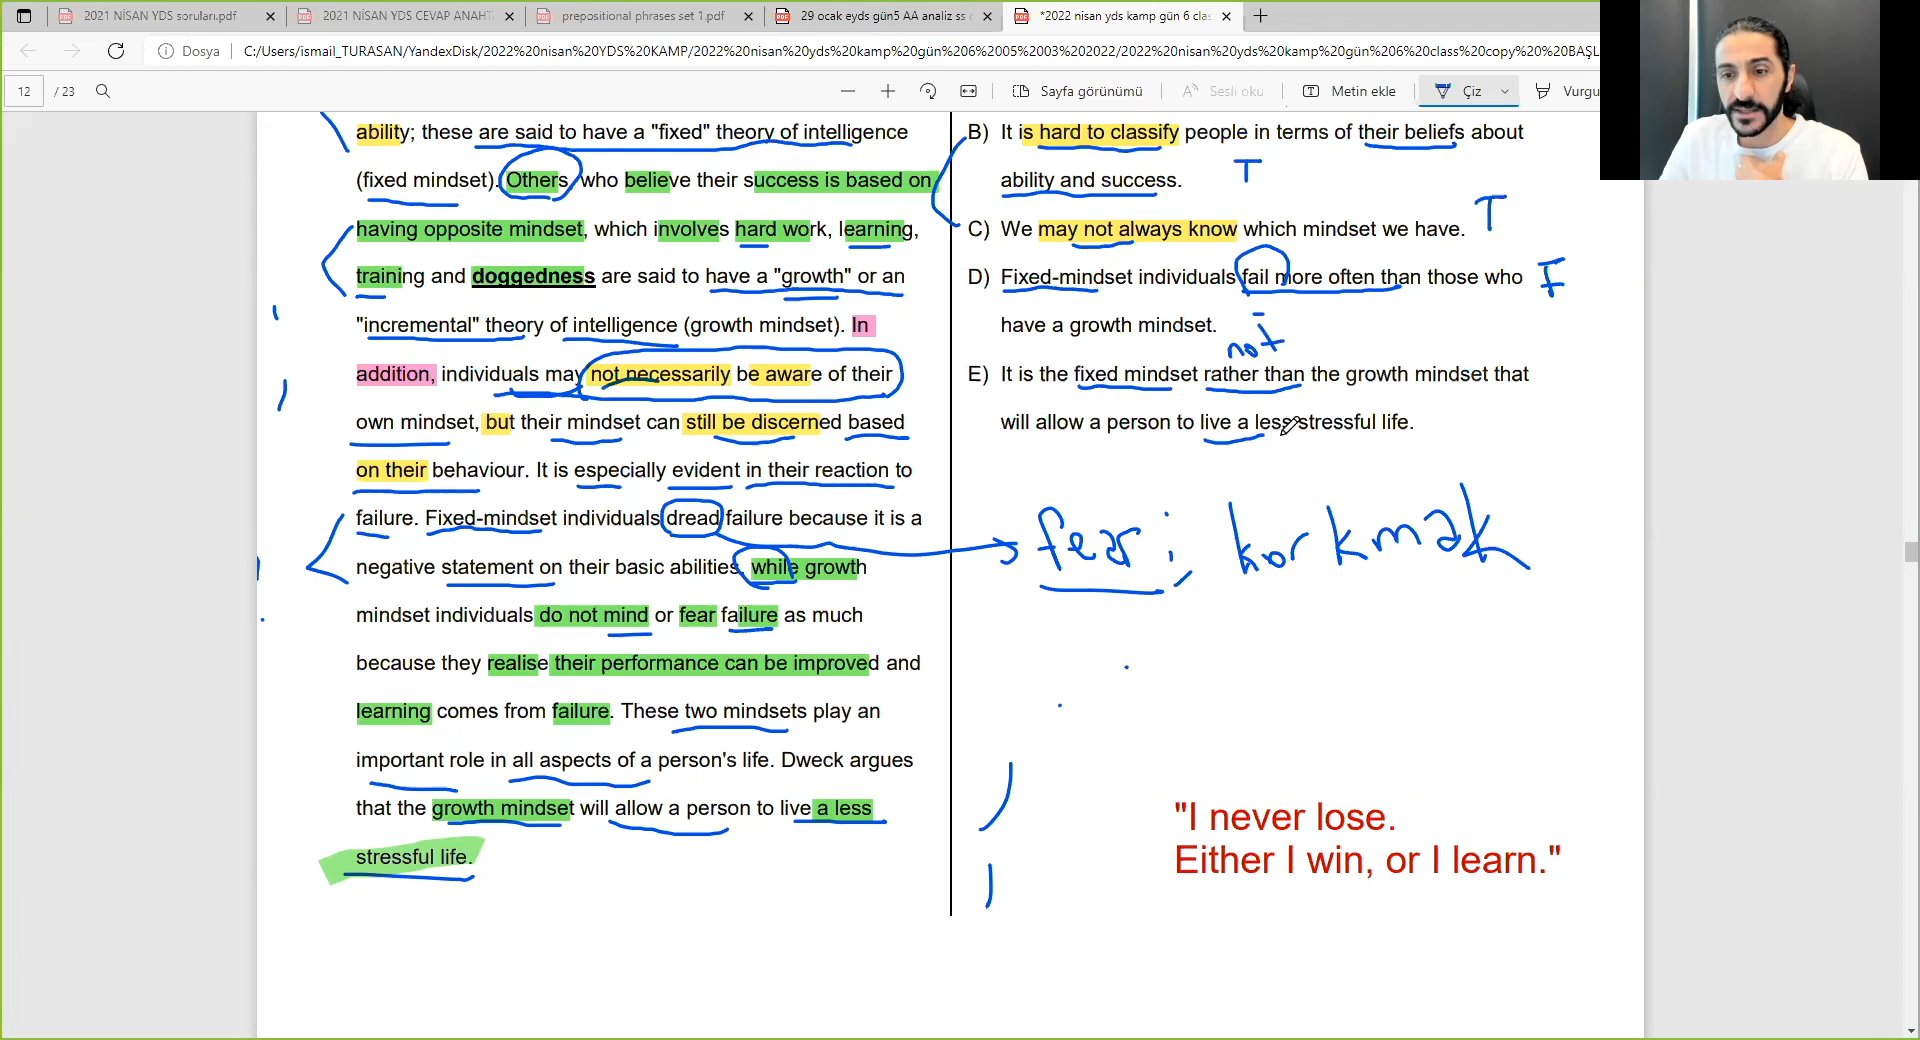 2021 NİSAN YDS soruları.pdf
2021 NİSAN YDS CEVAP ANAHT
prepositional phrases set 1.pdf
29 ocak eyds gün5 AA analiz ss
*2022 nisan yds kamp gün 6 clas
Dosya
C:/Users/ismail_TURASAN/YandexDisk/2022%20nisan%20YDS%20KAMP/2022%20nisan%20yds%20kamp%20gün%206%2005%2003%202022/2022%20nisan%20yds%20kamp%20gün%206%20class%20copy%20%20BAŞL
12 / 23
Sayfa görünümü
Sesli oku
Metin ekle
Çiz
Vurgu
ability; these are said to have a "fixed" theory of intelligence
(fixed mindset). Others, who believe their success is based on
having opposite mindset, which involves hard work, learning,
training and doggedness are said to have a "growth" or an
"incremental" theory of intelligence (growth mindset). In
addition, individuals may not necessarily be aware of their
own mindset, but their mindset can still be discerned based
on their behaviour. It is especially evident in their reaction to
failure. Fixed-mindset individuals dread failure because it is a
negative statement on their basic abilities, while growth
mindset individuals do not mind or fear failure as much
because they realise their performance can be improved and
learning comes from failure. These two mindsets play an
important role in all aspects of a person's life. Dweck argues
that the growth mindset will allow a person to live a less
stressful life.
B) It is hard to classify people in terms of their beliefs about
ability and success.
T
C) We may not always know which mindset we have.
T
D) Fixed-mindset individuals fail more often than those who
F
have a growth mindset.
not
E) It is the fixed mindset rather than the growth mindset that
will allow a person to live a less stressful life.
fear; korkmak
"I never lose.
Either I win, or I learn."